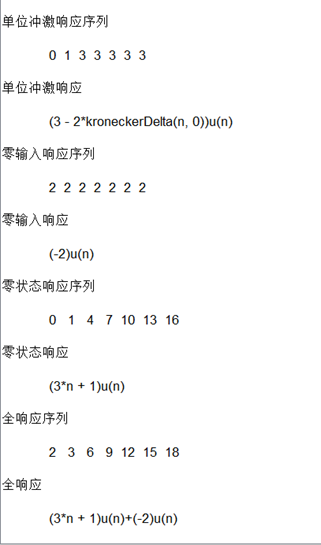 单位冲激响应序列
0 1 3 3 3 3 3
单位冲激响应
(3 - 2*kroneckerDelta(n, 0))u(n)
零输入响应序列
2 2 2 2 2 2 2
零输入响应
(-2)u(n)
零状态响应序列
0 1 4 7 10 13 16
零状态响应
(3*n + 1)u(n)
全响应序列
2 3 6 9 12 15 18
全响应
(3*n + 1)u(n)+(-2)u(n)